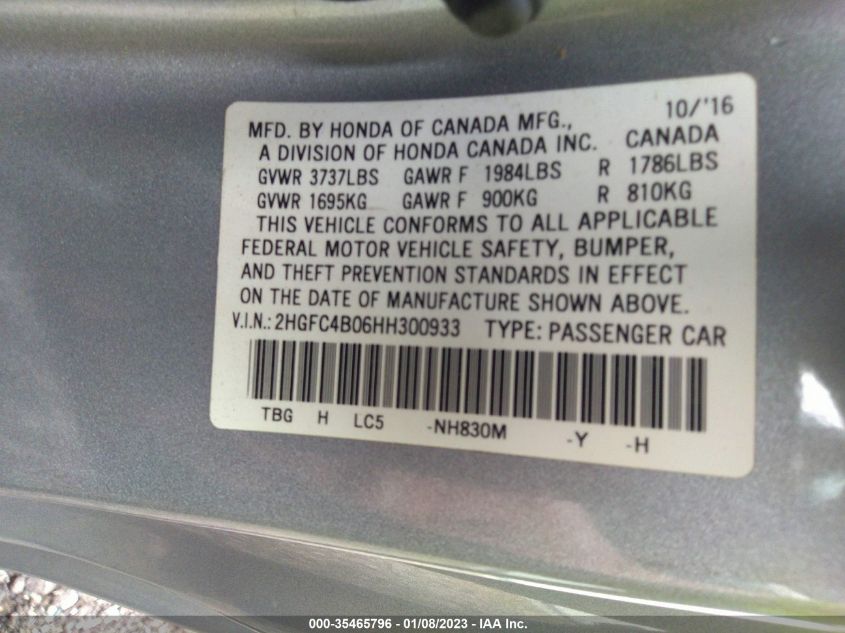 10/'16
MFD. BY HONDA OF CANADA MFG.,
A DIVISION OF HONDA CANADA INC. CANADA
GVWR 3737LBS GAWR F 1984LBS R 1786LBS
GVWR 1695KG GAWR F 900KG R 810KG
THIS VEHICLE CONFORMS TO ALL APPLICABLE
FEDERAL MOTOR VEHICLE SAFETY, BUMPER,
AND THEFT PREVENTION STANDARDS IN EFFECT
ON THE DATE OF MANUFACTURE SHOWN ABOVE.
V.I.N.: 2HGFC4B06HH300933 TYPE: PASSENGER CAR
TBG H LC5 -NH830M -Y -H
000-35465796 - 01/08/2023 - IAA Inc.